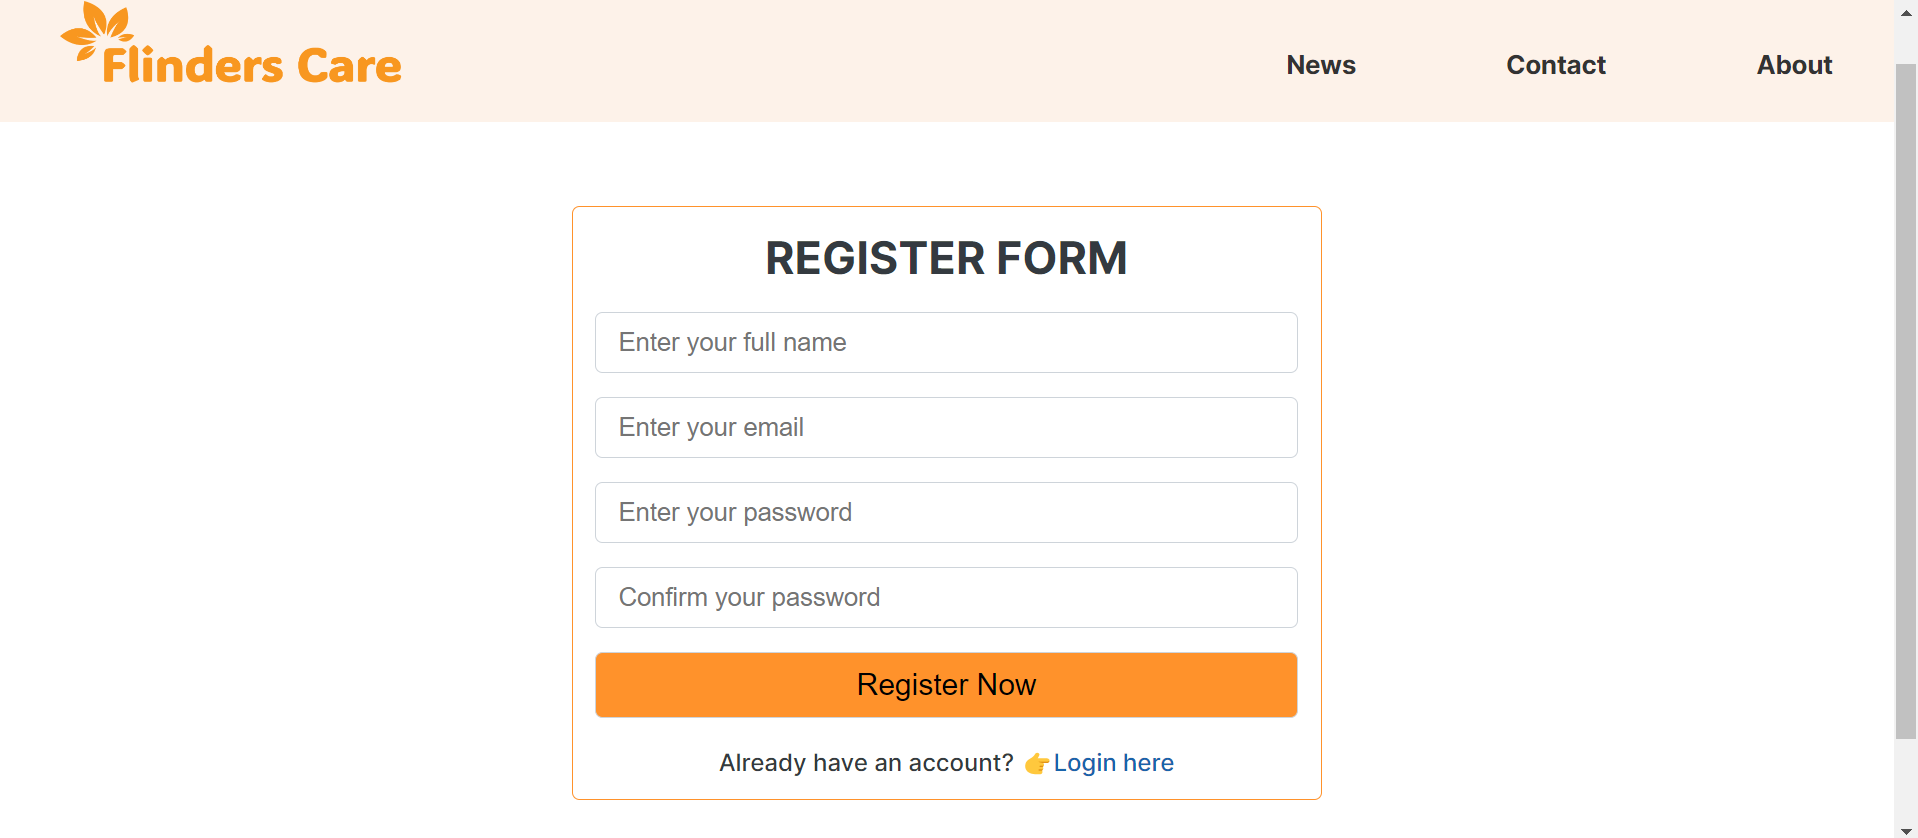 Flinders Care
News Contact About
REGISTER FORM
Enter your full name
Enter your email
Enter your password
Confirm your password
Register Now
Already have an account? 👉Login here